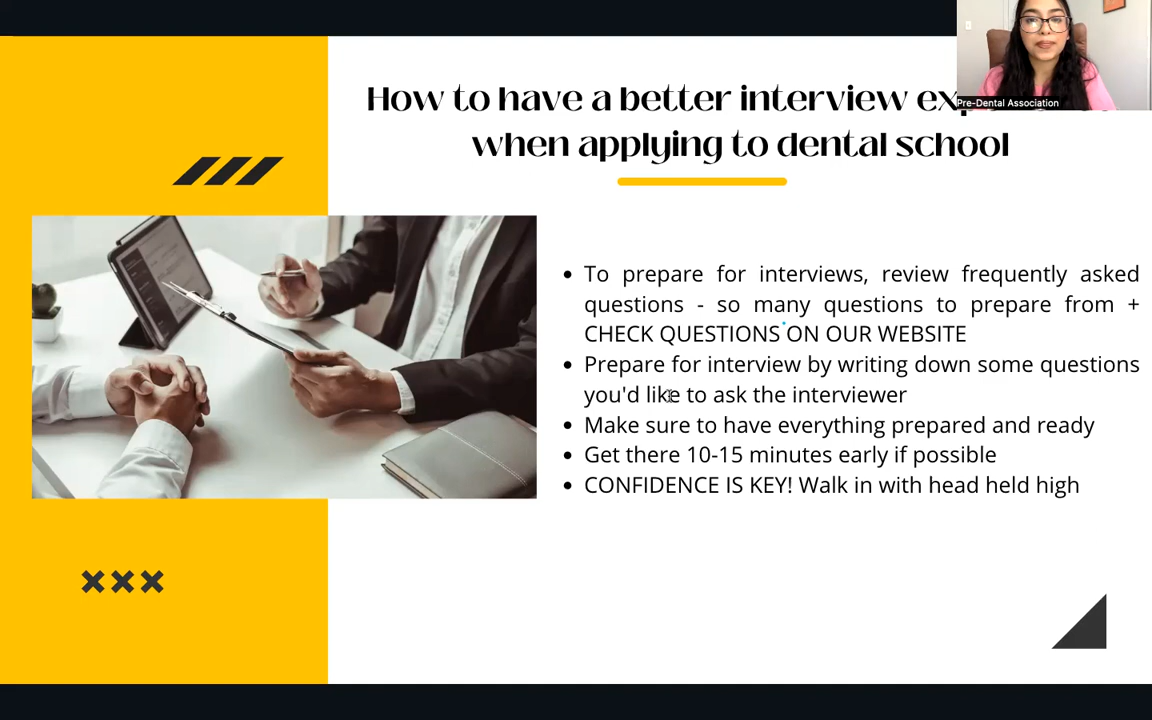 How to have a better interview
when applying to dental school
Pre-Dental Association
• To prepare for interviews, review frequently asked
questions - so many questions to prepare from +
CHECK QUESTIONS ON OUR WEBSITE
• Prepare for interview by writing down some questions
you'd like to ask the interviewer
• Make sure to have everything prepared and ready
• Get there 10-15 minutes early if possible
• CONFIDENCE IS KEY! Walk in with head held high